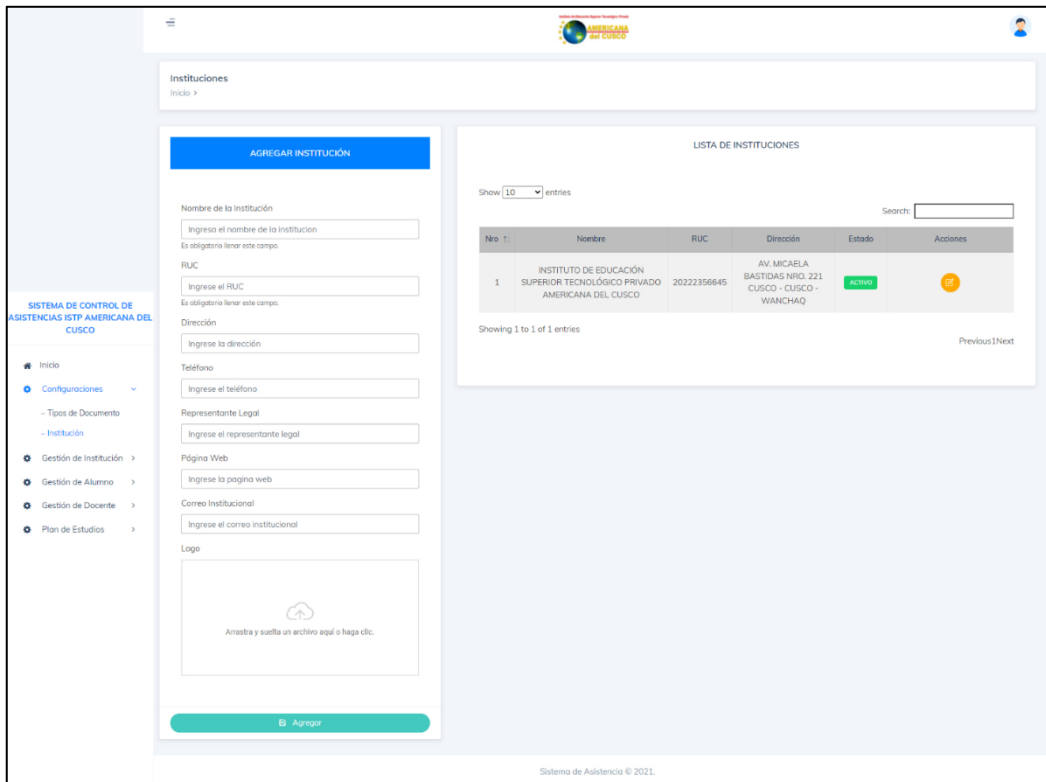 Instituto de Educación Superior Tecnológico Privado
AMERICANA
del CUSCO
Instituciones
Inicio >
SISTEMA DE CONTROL DE
ASISTENCIAS ISTP AMERICANA DEL
CUSCO
Inicio
Configuraciones
– Tipos de Documento
– Institución
Gestión de Institución >
Gestión de Alumno >
Gestión de Docente >
Plan de Estudios >
AGREGAR INSTITUCIÓN
Nombre de la Institución
Ingresa el nombre de la institucion
Es obligatorio llenar este campo.
RUC
Ingrese el RUC
Es obligatorio llenar este campo.
Dirección
Ingrese la dirección
Teléfono
Ingrese el teléfono
Representante Legal
Ingrese el representante legal
Página Web
Ingrese la pagina web
Correo Institucional
Ingrese el correo institucional
Logo
Arrastra y suelta un archivo aquí o haga clic.
Agregar
LISTA DE INSTITUCIONES
Show 10 entries
Search:
Nro Nombre RUC Dirección Estado Acciones
1 INSTITUTO DE EDUCACIÓN SUPERIOR TECNOLÓGICO PRIVADO AMERICANA DEL CUSCO 20222356645 AV. MICAELA BASTIDAS NRO. 221 CUSCO - CUSCO - WANCHAQ ACTIVO
Showing 1 to 1 of 1 entries
Previous1Next
Sistema de Asistencia © 2021.